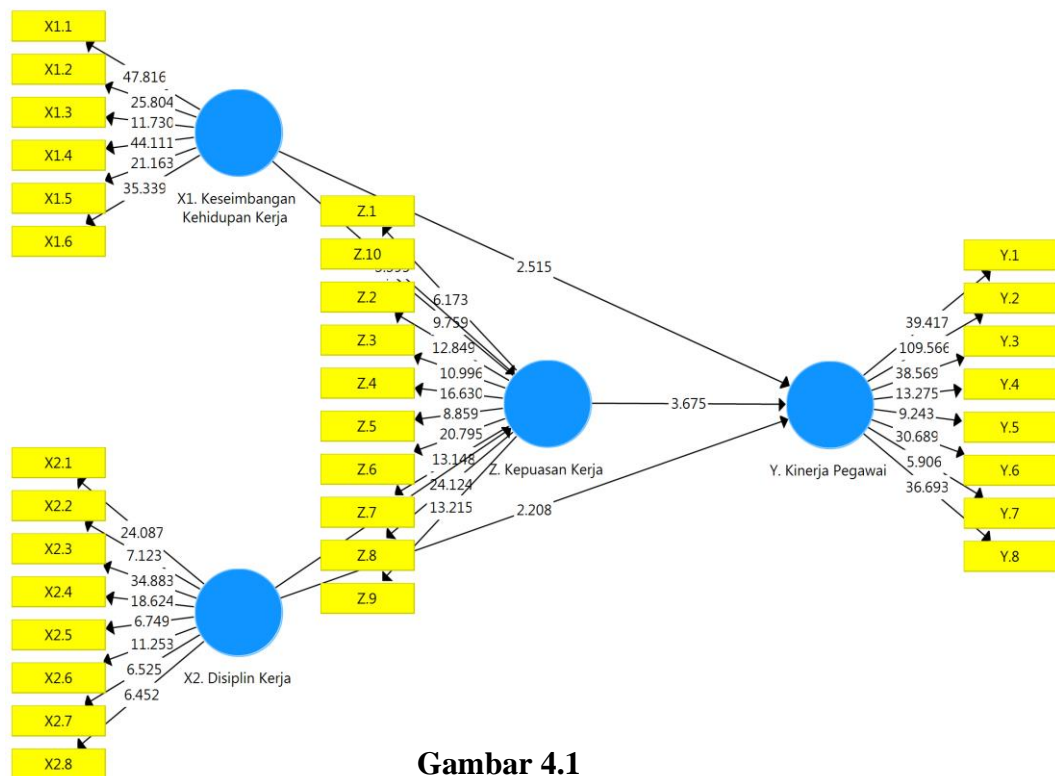 X1.1
X1.2
X1.3
X1.4
X1.5
X1.6
47.816
25.804
11.730
44.111
21.163
35.339
X1. Keseimbangan
Kehidupan Kerja
X2.1
X2.2
X2.3
X2.4
X2.5
X2.6
X2.7
X2.8
24.087
7.123
34.883
18.624
6.749
11.253
6.525
6.452
X2. Disiplin Kerja
Z.1
Z.10
Z.2
Z.3
Z.4
Z.5
Z.6
Z.7
Z.8
Z.9
6.173
9.759
12.849
10.996
16.630
8.859
20.795
13.148
24.124
13.215
Z. Kepuasan Kerja
2.515
3.675
2.208
Y. Kinerja Pegawai
39.417
109.566
38.569
13.275
9.243
30.689
5.906
36.693
Y.1
Y.2
Y.3
Y.4
Y.5
Y.6
Y.7
Y.8
Gambar 4.1